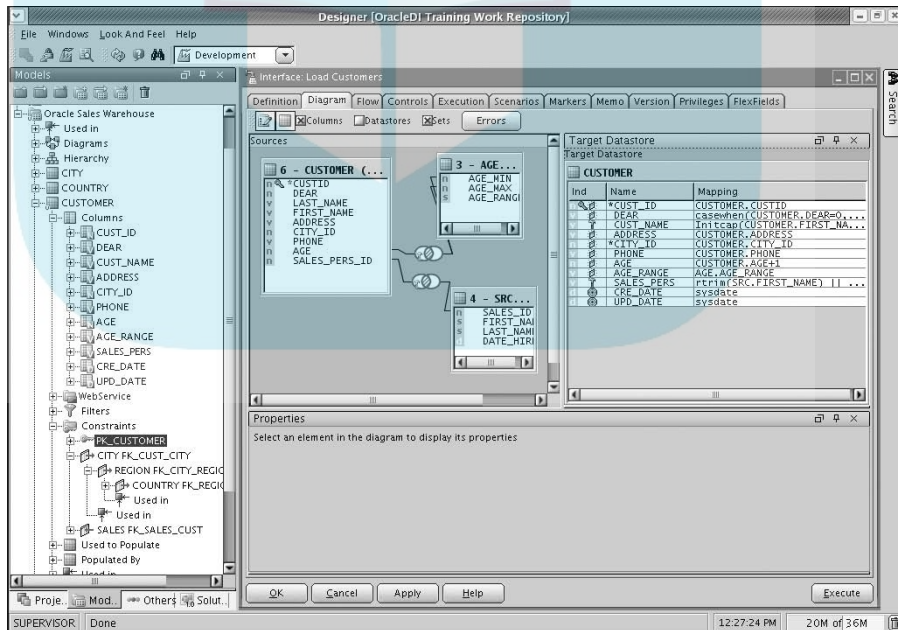 Designer [OracleDI Training Work Repository]
File Windows Look And Feel Help
Development
Models
Oracle Sales Warehouse
Used in
Diagrams
Hierarchy
CITY
COUNTRY
CUSTOMER
Columns
CUST_ID
DEAR
CUST_NAME
ADDRESS
CITY_ID
PHONE
AGE
AGE_RANGE
SALES_PERS
CRE_DATE
UPD_DATE
WebService
Filters
Constraints
PK_CUSTOMER
CITY FK_CUST_CITY
REGION FK_CITY_REGIO
COUNTRY FK_REGIO
Used in
Used in
SALES FK_SALES_CUST
Used to Populate
Populated By
Used in
Proje.. Mod.. Others Solut..
Interface: Load Customers
Definition Diagram Flow Controls Execution Scenarios Markers Memo Version Privileges FlexFields
Columns Datastores Sets Errors
Sources
6 - CUSTOMER (...
n *CUSTID
n DEAR
v LAST_NAME
v FIRST_NAME
v ADDRESS
n CITY_ID
v PHONE
n AGE
n SALES_PERS_ID
3 - AGE...
n AGE_MIN
n AGE_MAX
s AGE_RANGI
4 - SRC...
n SALES_ID
s FIRST_NAI
s LAST_NAMI
DATE_HIRI
Target Datastore
Target Datastore
CUSTOMER
Ind Name Mapping
*CUST_ID CUSTOMER.CUSTID
DEAR casewhen(CUSTOMER.DEAR=0,...
CUST_NAME Initcap(CUSTOMER.FIRST_NA...
ADDRESS CUSTOMER.ADDRESS
*CITY_ID CUSTOMER.CITY_ID
PHONE CUSTOMER.PHONE
AGE CUSTOMER.AGE+1
AGE_RANGE AGE.AGE_RANGE
SALES_PERS rtrim(SRC.FIRST_NAME) || ...
CRE_DATE sysdate
UPD_DATE sysdate
Properties
Select an element in the diagram to display its properties
OK Cancel Apply Help Execute
Search
SUPERVISOR Done 12:27:24 PM 20M of 36M